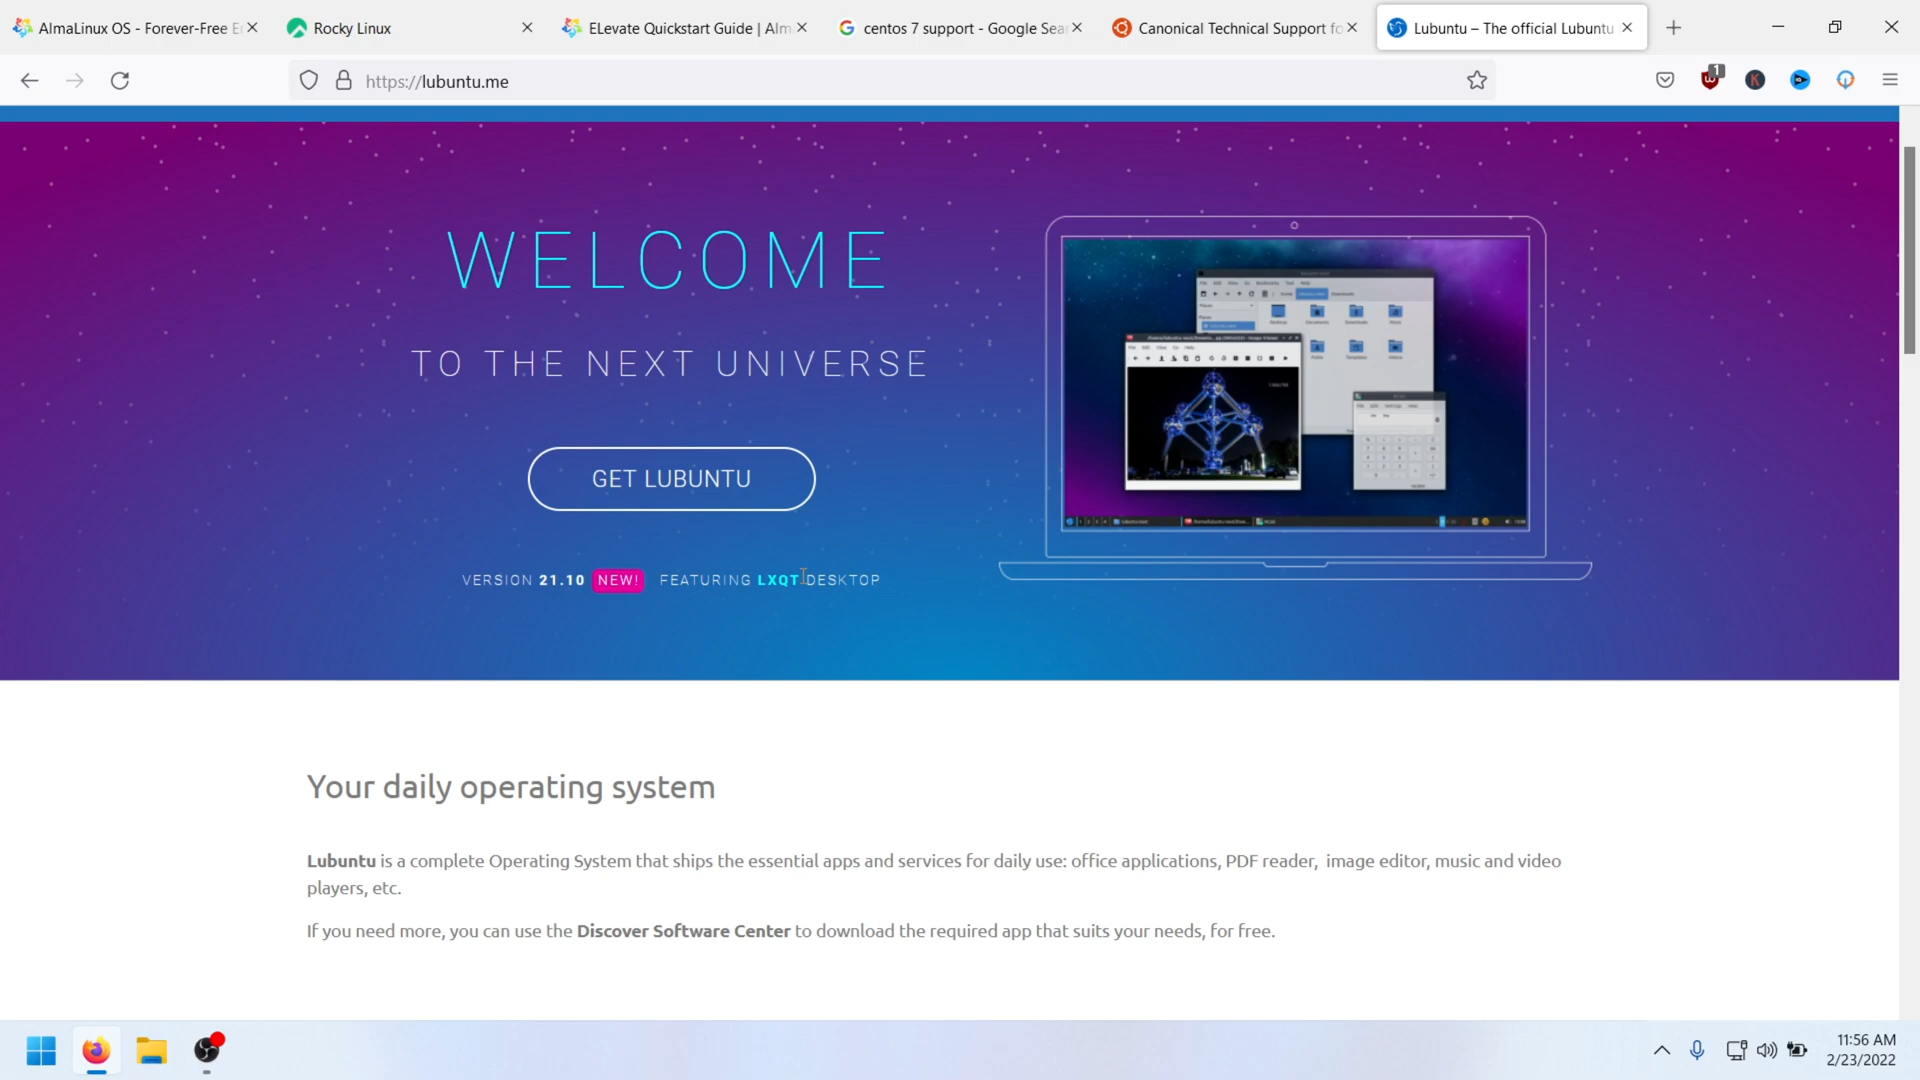 AlmaLinux OS - Forever-Free E
Rocky Linux
ELevate Quickstart Guide | Alm
centos 7 support - Google Sea
Canonical Technical Support fo
Lubuntu – The official Lubuntu
https://lubuntu.me
1
WELCOME
TO THE NEXT UNIVERSE
GET LUBUNTU
VERSION 21.10 NEW! FEATURING LXQT DESKTOP
Your daily operating system
Lubuntu is a complete Operating System that ships the essential apps and services for daily use: office applications, PDF reader, image editor, music and video
players, etc.
If you need more, you can use the Discover Software Center to download the required app that suits your needs, for free.
11:56 AM
2/23/2022